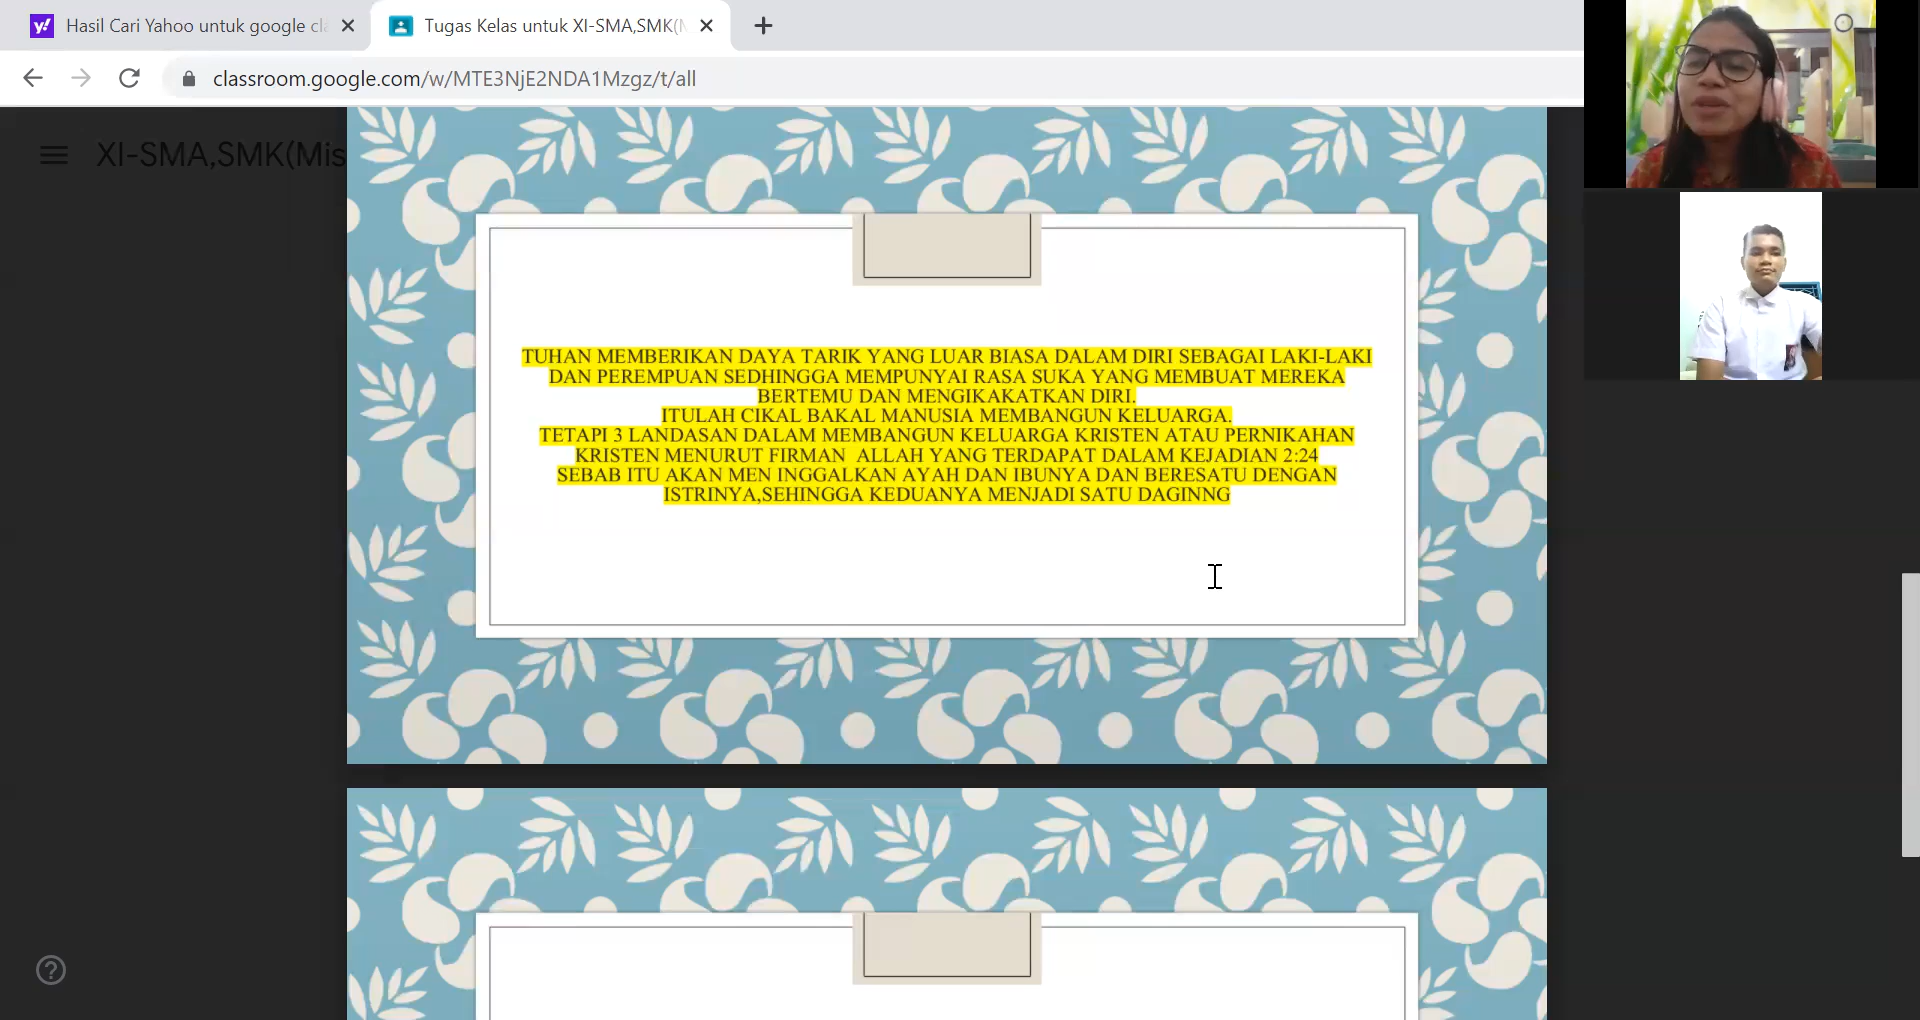 Hasil Cari Yahoo untuk google cla
Tugas Kelas untuk XI-SMA,SMK(M
classroom.google.com/w/MTE3NjE2NDA1Mzgz/t/all
XI-SMA,SMK(Mis
TUHAN MEMBERIKAN DAYA TARIK YANG LUAR BIASA DALAM DIRI SEBAGAI LAKI-LAKI
DAN PEREMPUAN SEDHINGGA MEMPUNYAI RASA SUKA YANG MEMBUAT MEREKA
BERTEMU DAN MENGIKAKATKAN DIRI.
ITULAH CIKAL BAKAL MANUSIA MEMBANGUN KELUARGA.
TETAPI 3 LANDASAN DALAM MEMBANGUN KELUARGA KRISTEN ATAU PERNIKAHAN
KRISTEN MENURUT FIRMAN ALLAH YANG TERDAPAT DALAM KEJADIAN 2:24
SEBAB ITU AKAN MEN INGGALKAN AYAH DAN IBUNYA DAN BERESATU DENGAN
ISTRINYA,SEHINGGA KEDUANYA MENJADI SATU DAGINNG